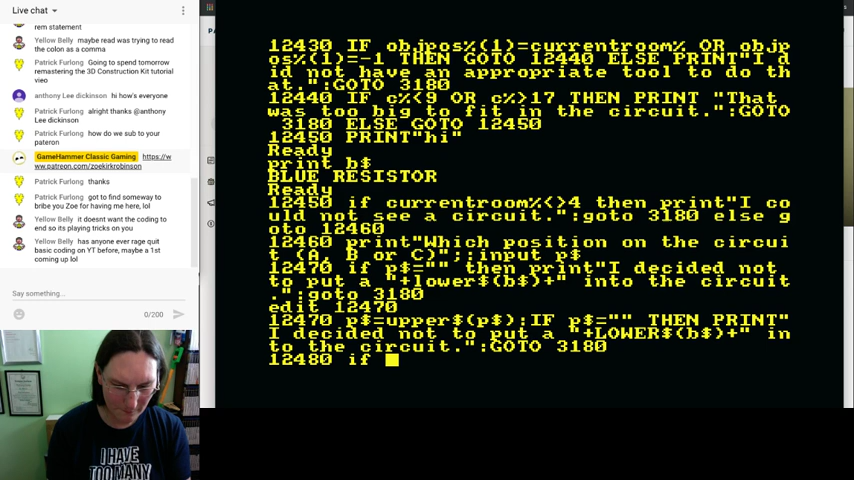 Live chat
rem statement
Yellow Belly maybe read was trying to read
the colon as a comma
Patrick Furlong Going to spend tomorrow
remastering the 3D Construction Kit tutorial
vieo
anthony Lee dickinson hi how's everyone
Patrick Furlong alright thanks @anthony
Lee dickinson
Patrick Furlong how do we sub to your
pateron
GameHammer Classic Gaming https://w
ww.patreon.com/zoekirkrobinson
Patrick Furlong thanks
Patrick Furlong got to find someway to
bribe you Zoe for having me here, lol
Yellow Belly it doesnt want the coding to
end so its playing tricks on you
Yellow Belly has anyone ever rage quit
basic coding on YT before, maybe a 1st
coming up lol
Say something...
0/200
12430 IF objpos%(1)=currentroom% OR objp
os%(1)=-1 THEN GOTO 12440 ELSE PRINT"I d
id not have an appropriate tool to do th
at.":GOTO 3180
12440 IF c%<9 OR c%>17 THEN PRINT "That
was too big to fit in the circuit.":GOTO
3180 ELSE GOTO 12450
12450 PRINT"hi"
Ready
print b$
BLUE RESISTOR
Ready
12450 if currentroom%<>4 then print"I co
uld not see a circuit.":goto 3180 else g
oto 12460
12460 print"Which position on the circui
t (A, B or C)";:input p$
12470 if p$="" then print"I decided not
to put a "+lower$(b$)+" into the circuit
.":goto 3180
edit 12470
12470 p$=upper$(p$):IF p$="" THEN PRINT"
I decided not to put a "+LOWER$(b$)+" in
to the circuit.":GOTO 3180
12480 if
I HAVE
TOO MANY